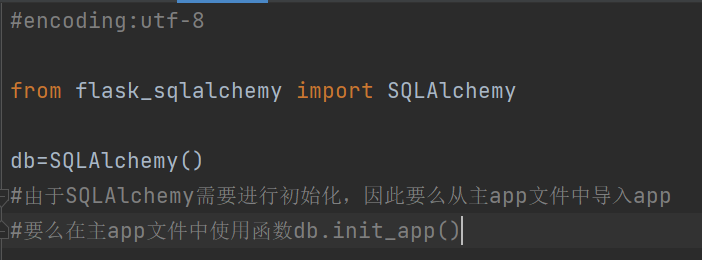 #encoding:utf-8
from flask_sqlalchemy import SQLAlchemy
db=SQLAlchemy()
#由于SQLAlchemy需要进行初始化，因此要么从主app文件中导入app
#要么在主app文件中使用函数db.init_app()